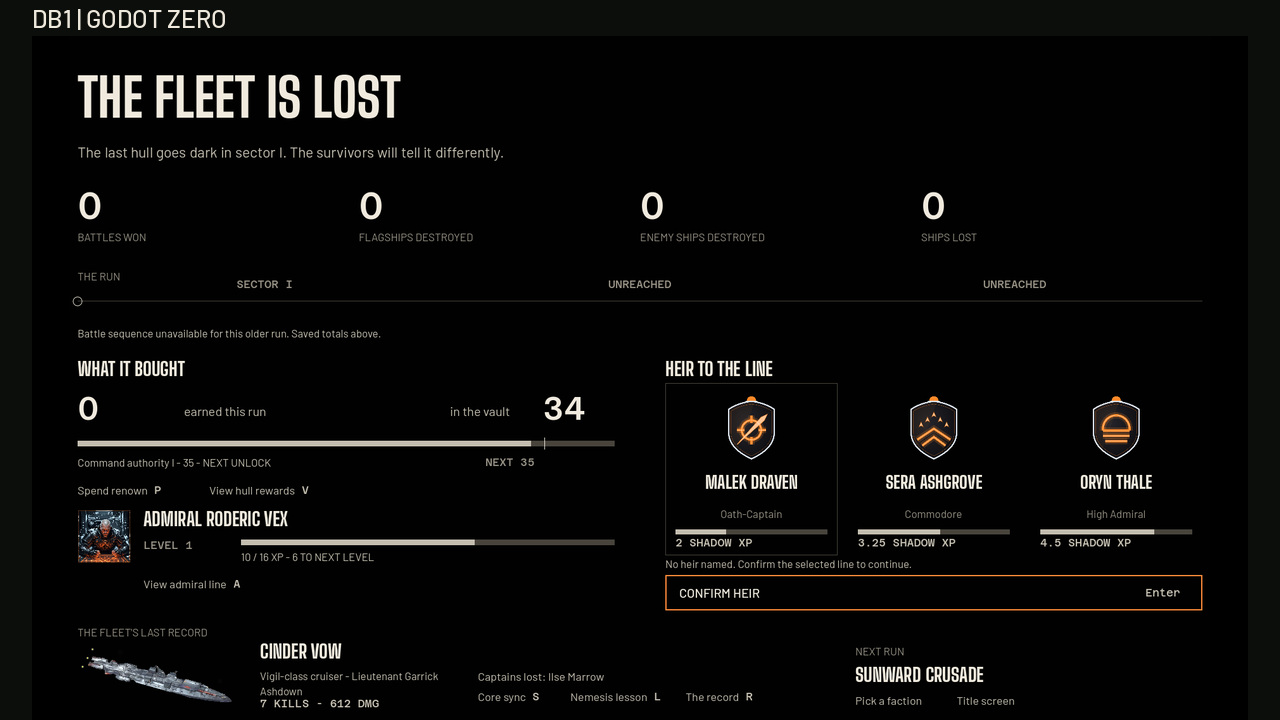 DB1 | GODOT ZERO
THE FLEET IS LOST
The last hull goes dark in sector I. The survivors will tell it differently.
0
BATTLES WON
0
FLAGSHIPS DESTROYED
0
ENEMY SHIPS DESTROYED
0
SHIPS LOST
THE RUN
SECTOR I
UNREACHED
UNREACHED
Battle sequence unavailable for this older run. Saved totals above.
WHAT IT BOUGHT
0 earned this run
in the vault 34
Command authority I - 35 - NEXT UNLOCK
NEXT 35
Spend renown P
View hull rewards V
ADMIRAL RODERIC VEX
LEVEL 1
10 / 16 XP - 6 TO NEXT LEVEL
View admiral line A
HEIR TO THE LINE
MALEK DRAVEN
Oath-Captain
2 SHADOW XP
SERA ASHGROVE
Commodore
3.25 SHADOW XP
ORYN THALE
High Admiral
4.5 SHADOW XP
No heir named. Confirm the selected line to continue.
CONFIRM HEIR Enter
THE FLEET'S LAST RECORD
CINDER VOW
Vigil-class cruiser - Lieutenant Garrick
Ashdown
7 KILLS - 612 DMG
Captains lost: Ilse Marrow
Core sync S
Nemesis lesson L
The record R
NEXT RUN
SUNWARD CRUSADE
Pick a faction
Title screen